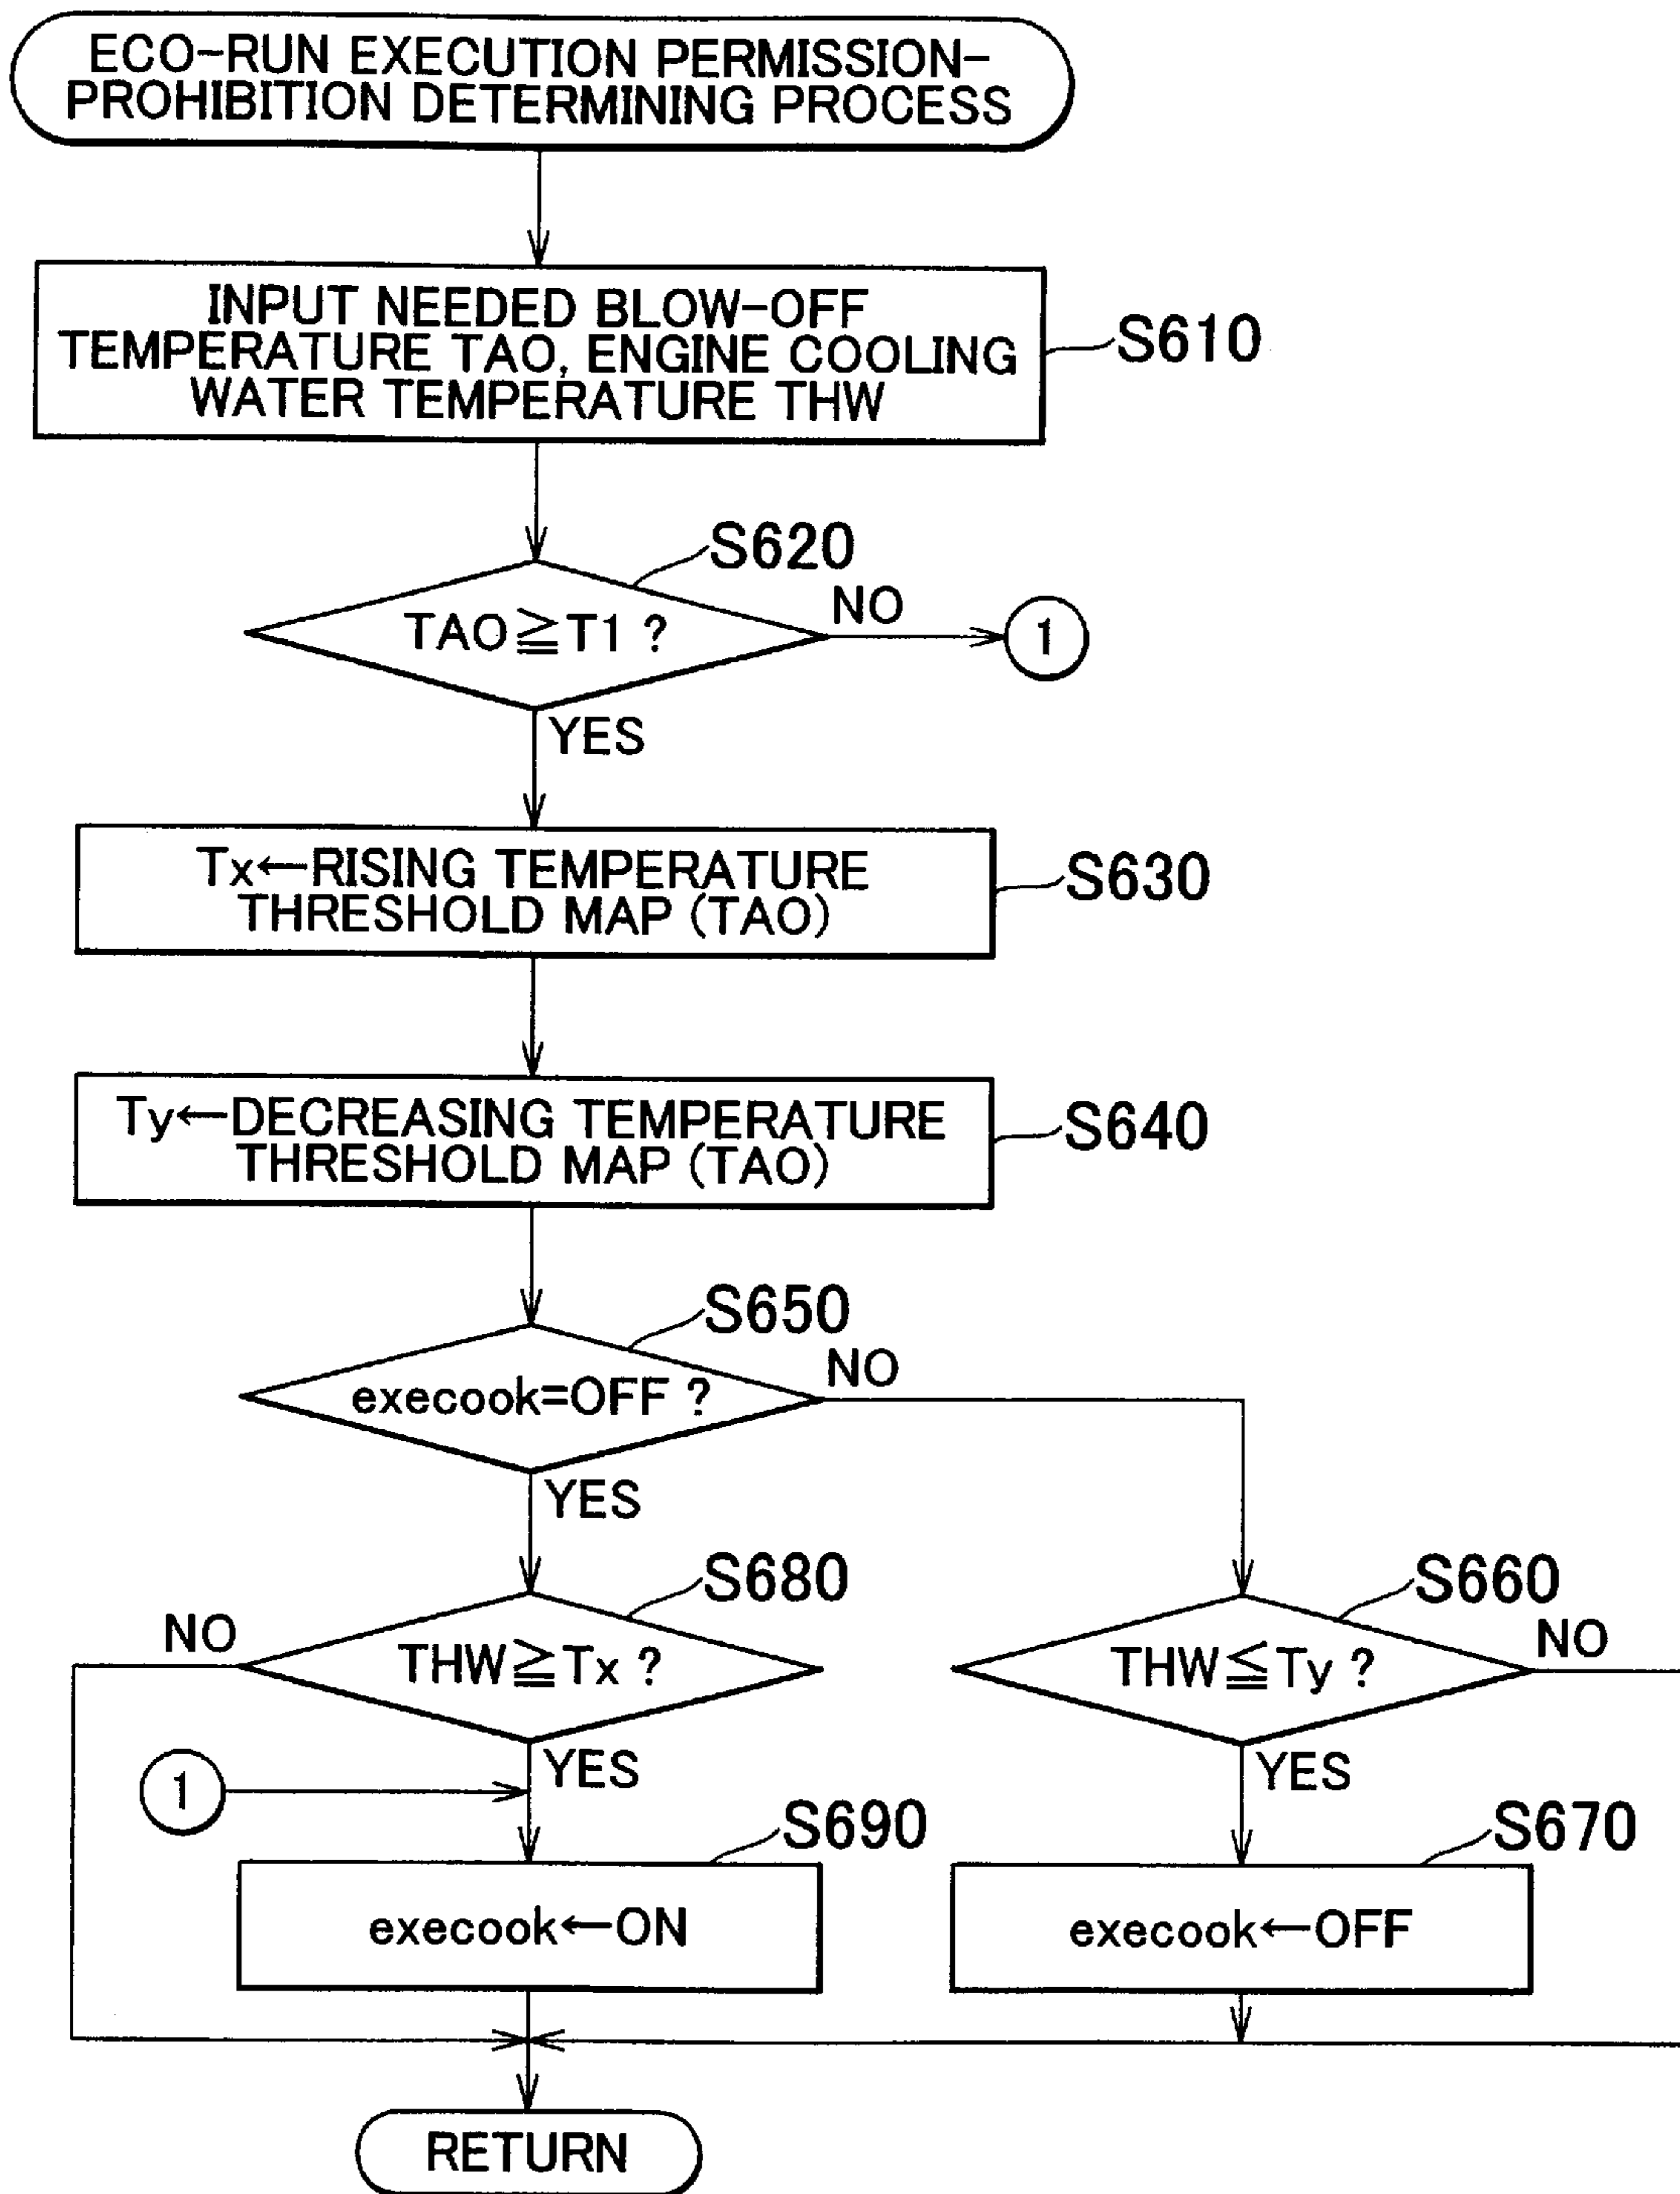 ECO-RUN EXECUTION PERMISSION-
PROHIBITION DETERMINING PROCESS
INPUT NEEDED BLOW-OFF
TEMPERATURE TAO, ENGINE COOLING
WATER TEMPERATURE THW
S610
S620
TAO≧T1 ?
NO
1
YES
Tx←RISING TEMPERATURE
THRESHOLD MAP (TAO)
S630
Ty←DECREASING TEMPERATURE
THRESHOLD MAP (TAO)
S640
S650
execook=OFF ?
NO
YES
S680
NO
THW≧Tx ?
YES
S660
THW≦Ty ?
NO
YES
1
S690
execook←ON
S670
execook←OFF
RETURN